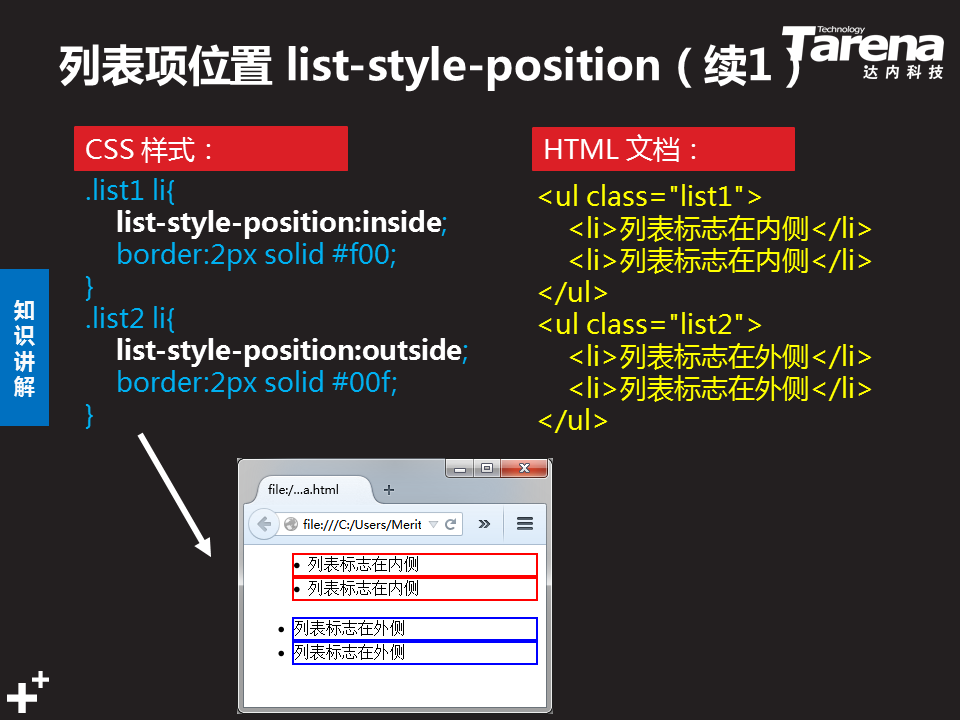 列表项位置 list-style-position（续1）
Technology
Tarena
达内科技
CSS 样式：
.list1 li{
list-style-position:inside;
border:2px solid #f00;
}
.list2 li{
list-style-position:outside;
border:2px solid #00f;
}
HTML 文档：
<ul class="list1">
<li>列表标志在内侧</li>
<li>列表标志在内侧</li>
</ul>
<ul class="list2">
<li>列表标志在外侧</li>
<li>列表标志在外侧</li>
</ul>
知识讲解
file:/...a.html
file:///C:/Users/Merit
• 列表标志在内侧
• 列表标志在内侧
• 列表标志在外侧
• 列表标志在外侧